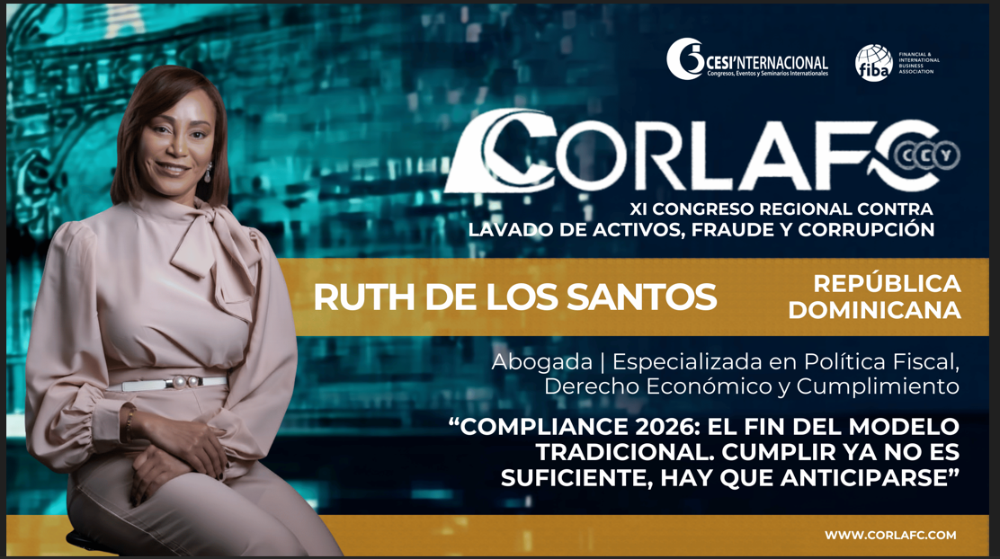 CESI'NTERNACIONAL
Congresos, Eventos y Seminarios Internacionales
fiba
FINANCIAL &
INTERNATIONAL
BUSINESS
ASSOCIATION
CORLAFC
CCY
XI CONGRESO REGIONAL CONTRA
LAVADO DE ACTIVOS, FRAUDE Y CORRUPCIÓN
RUTH DE LOS SANTOS
REPÚBLICA
DOMINICANA
Abogada | Especializada en Política Fiscal,
Derecho Económico y Cumplimiento
“COMPLIANCE 2026: EL FIN DEL MODELO
TRADICIONAL. CUMPLIR YA NO ES
SUFICIENTE, HAY QUE ANTICIPARSE”
WWW.CORLAFC.COM